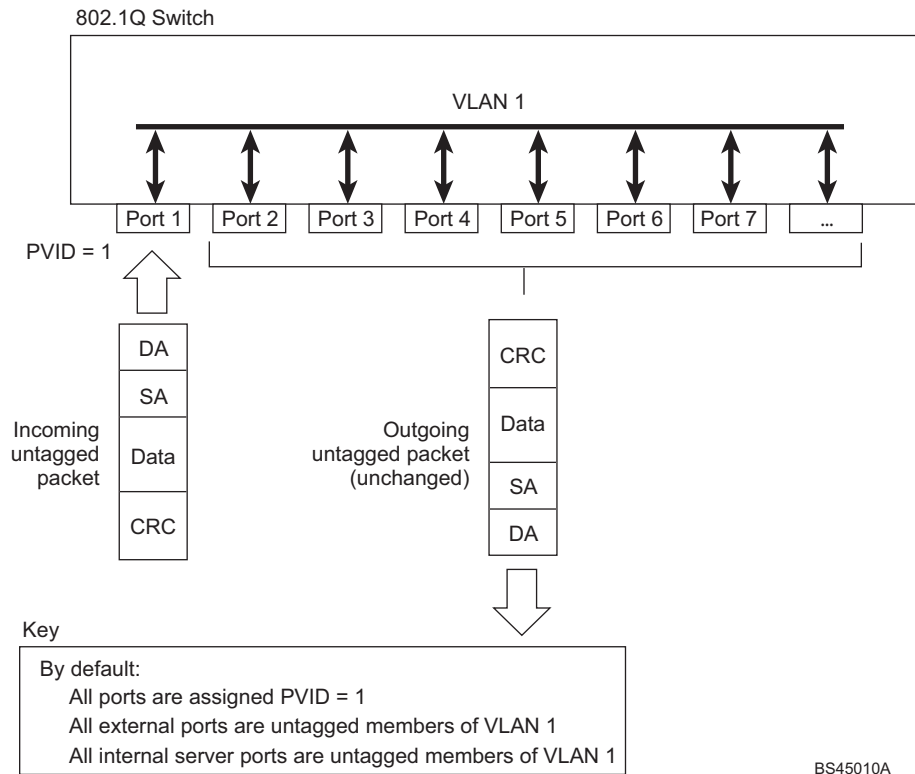 802.1Q Switch
VLAN 1
Port 1 Port 2 Port 3 Port 4 Port 5 Port 6 Port 7 ...
PVID = 1
DA
SA
Data
CRC
Incoming
untagged
packet
CRC
Data
SA
DA
Outgoing
untagged packet
(unchanged)
Key
By default:
All ports are assigned PVID = 1
All external ports are untagged members of VLAN 1
All internal server ports are untagged members of VLAN 1
BS45010A